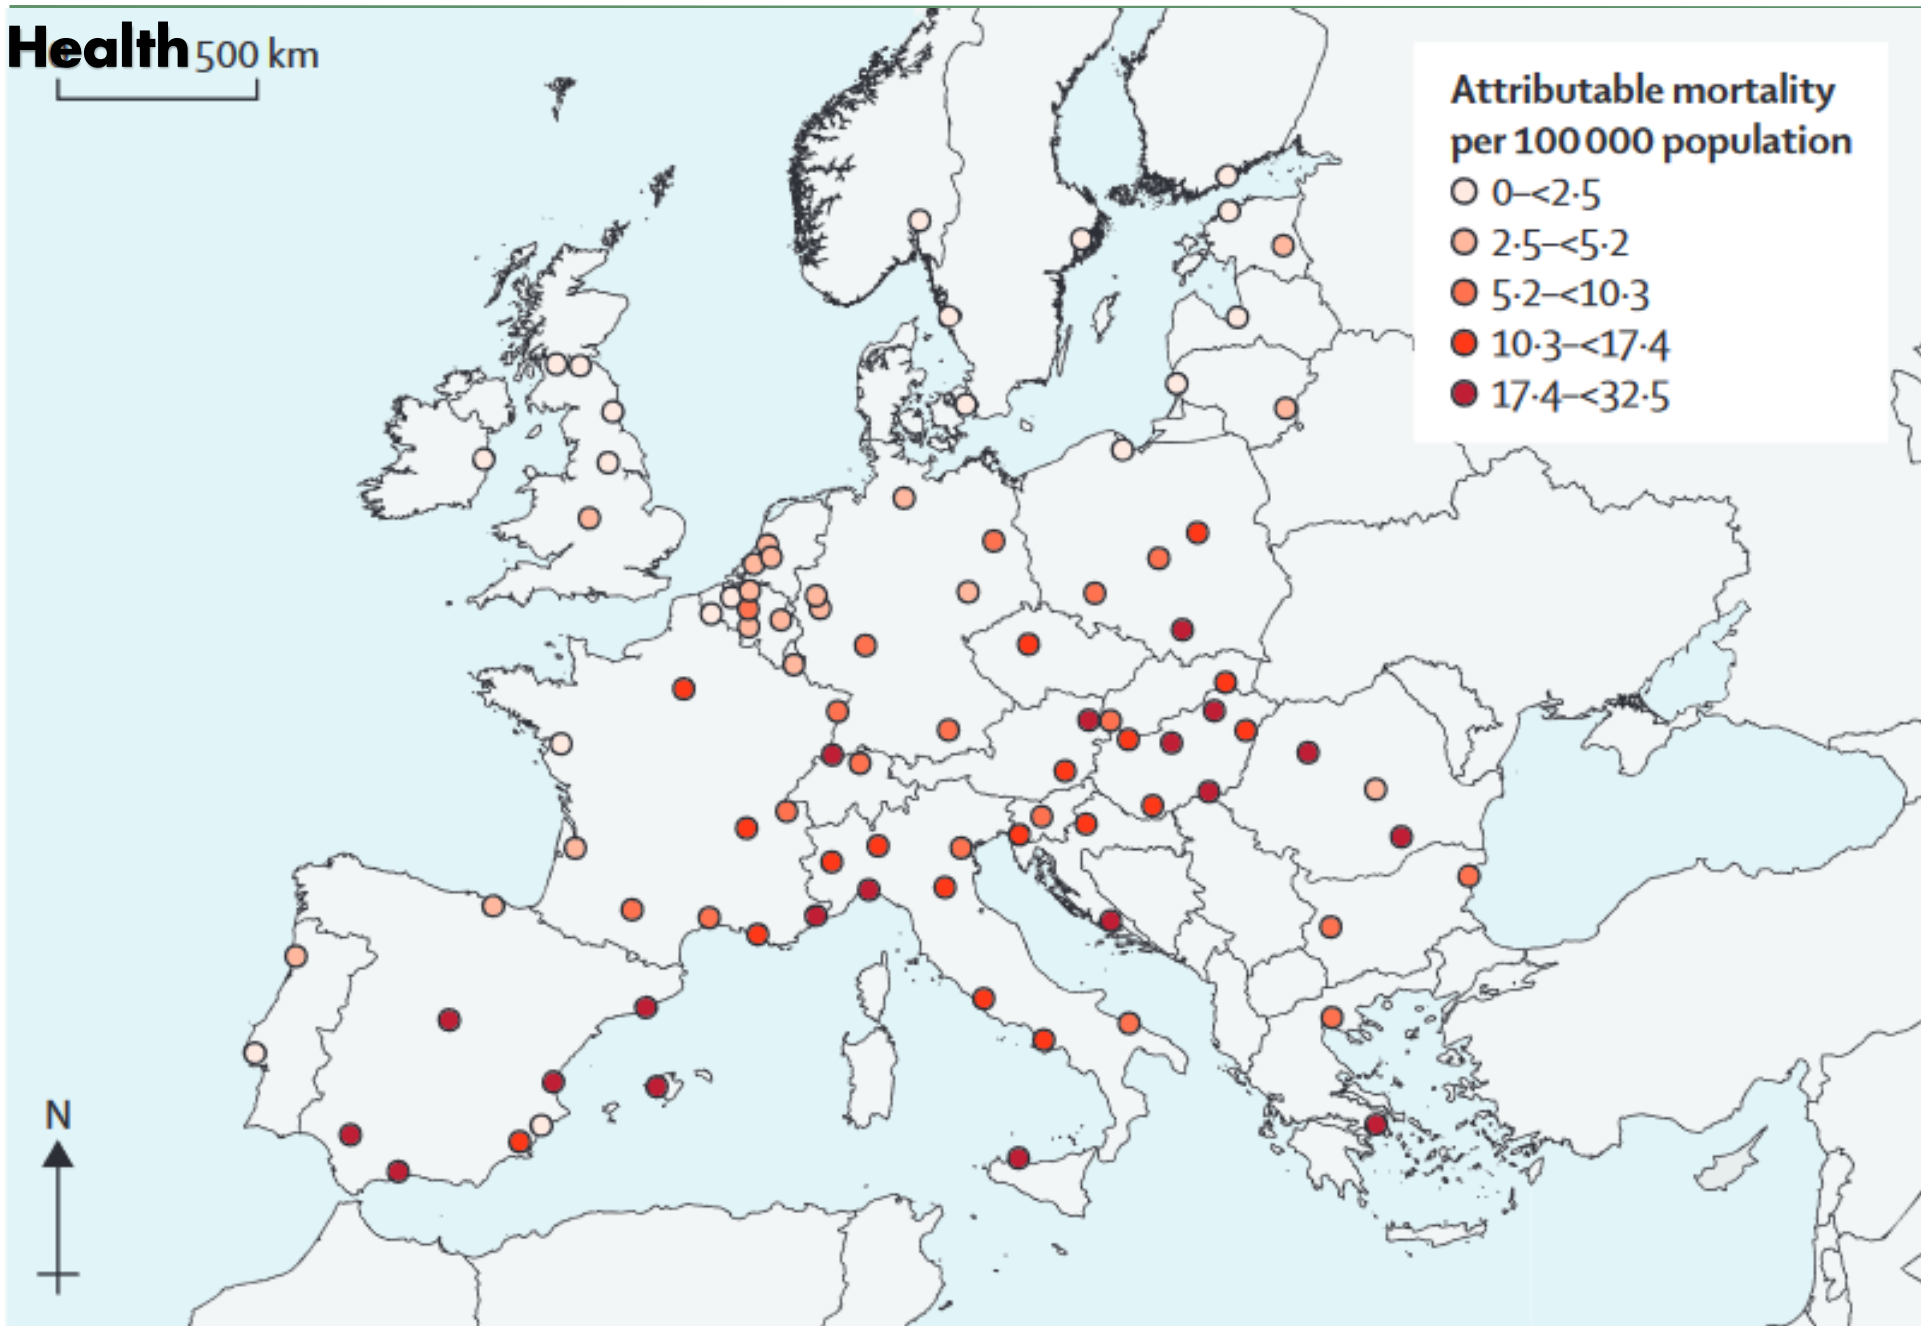 Health
500 km
Attributable mortality
per 100 000 population
0–<2·5
2·5–<5·2
5·2–<10·3
10·3–<17·4
17·4–<32·5
N